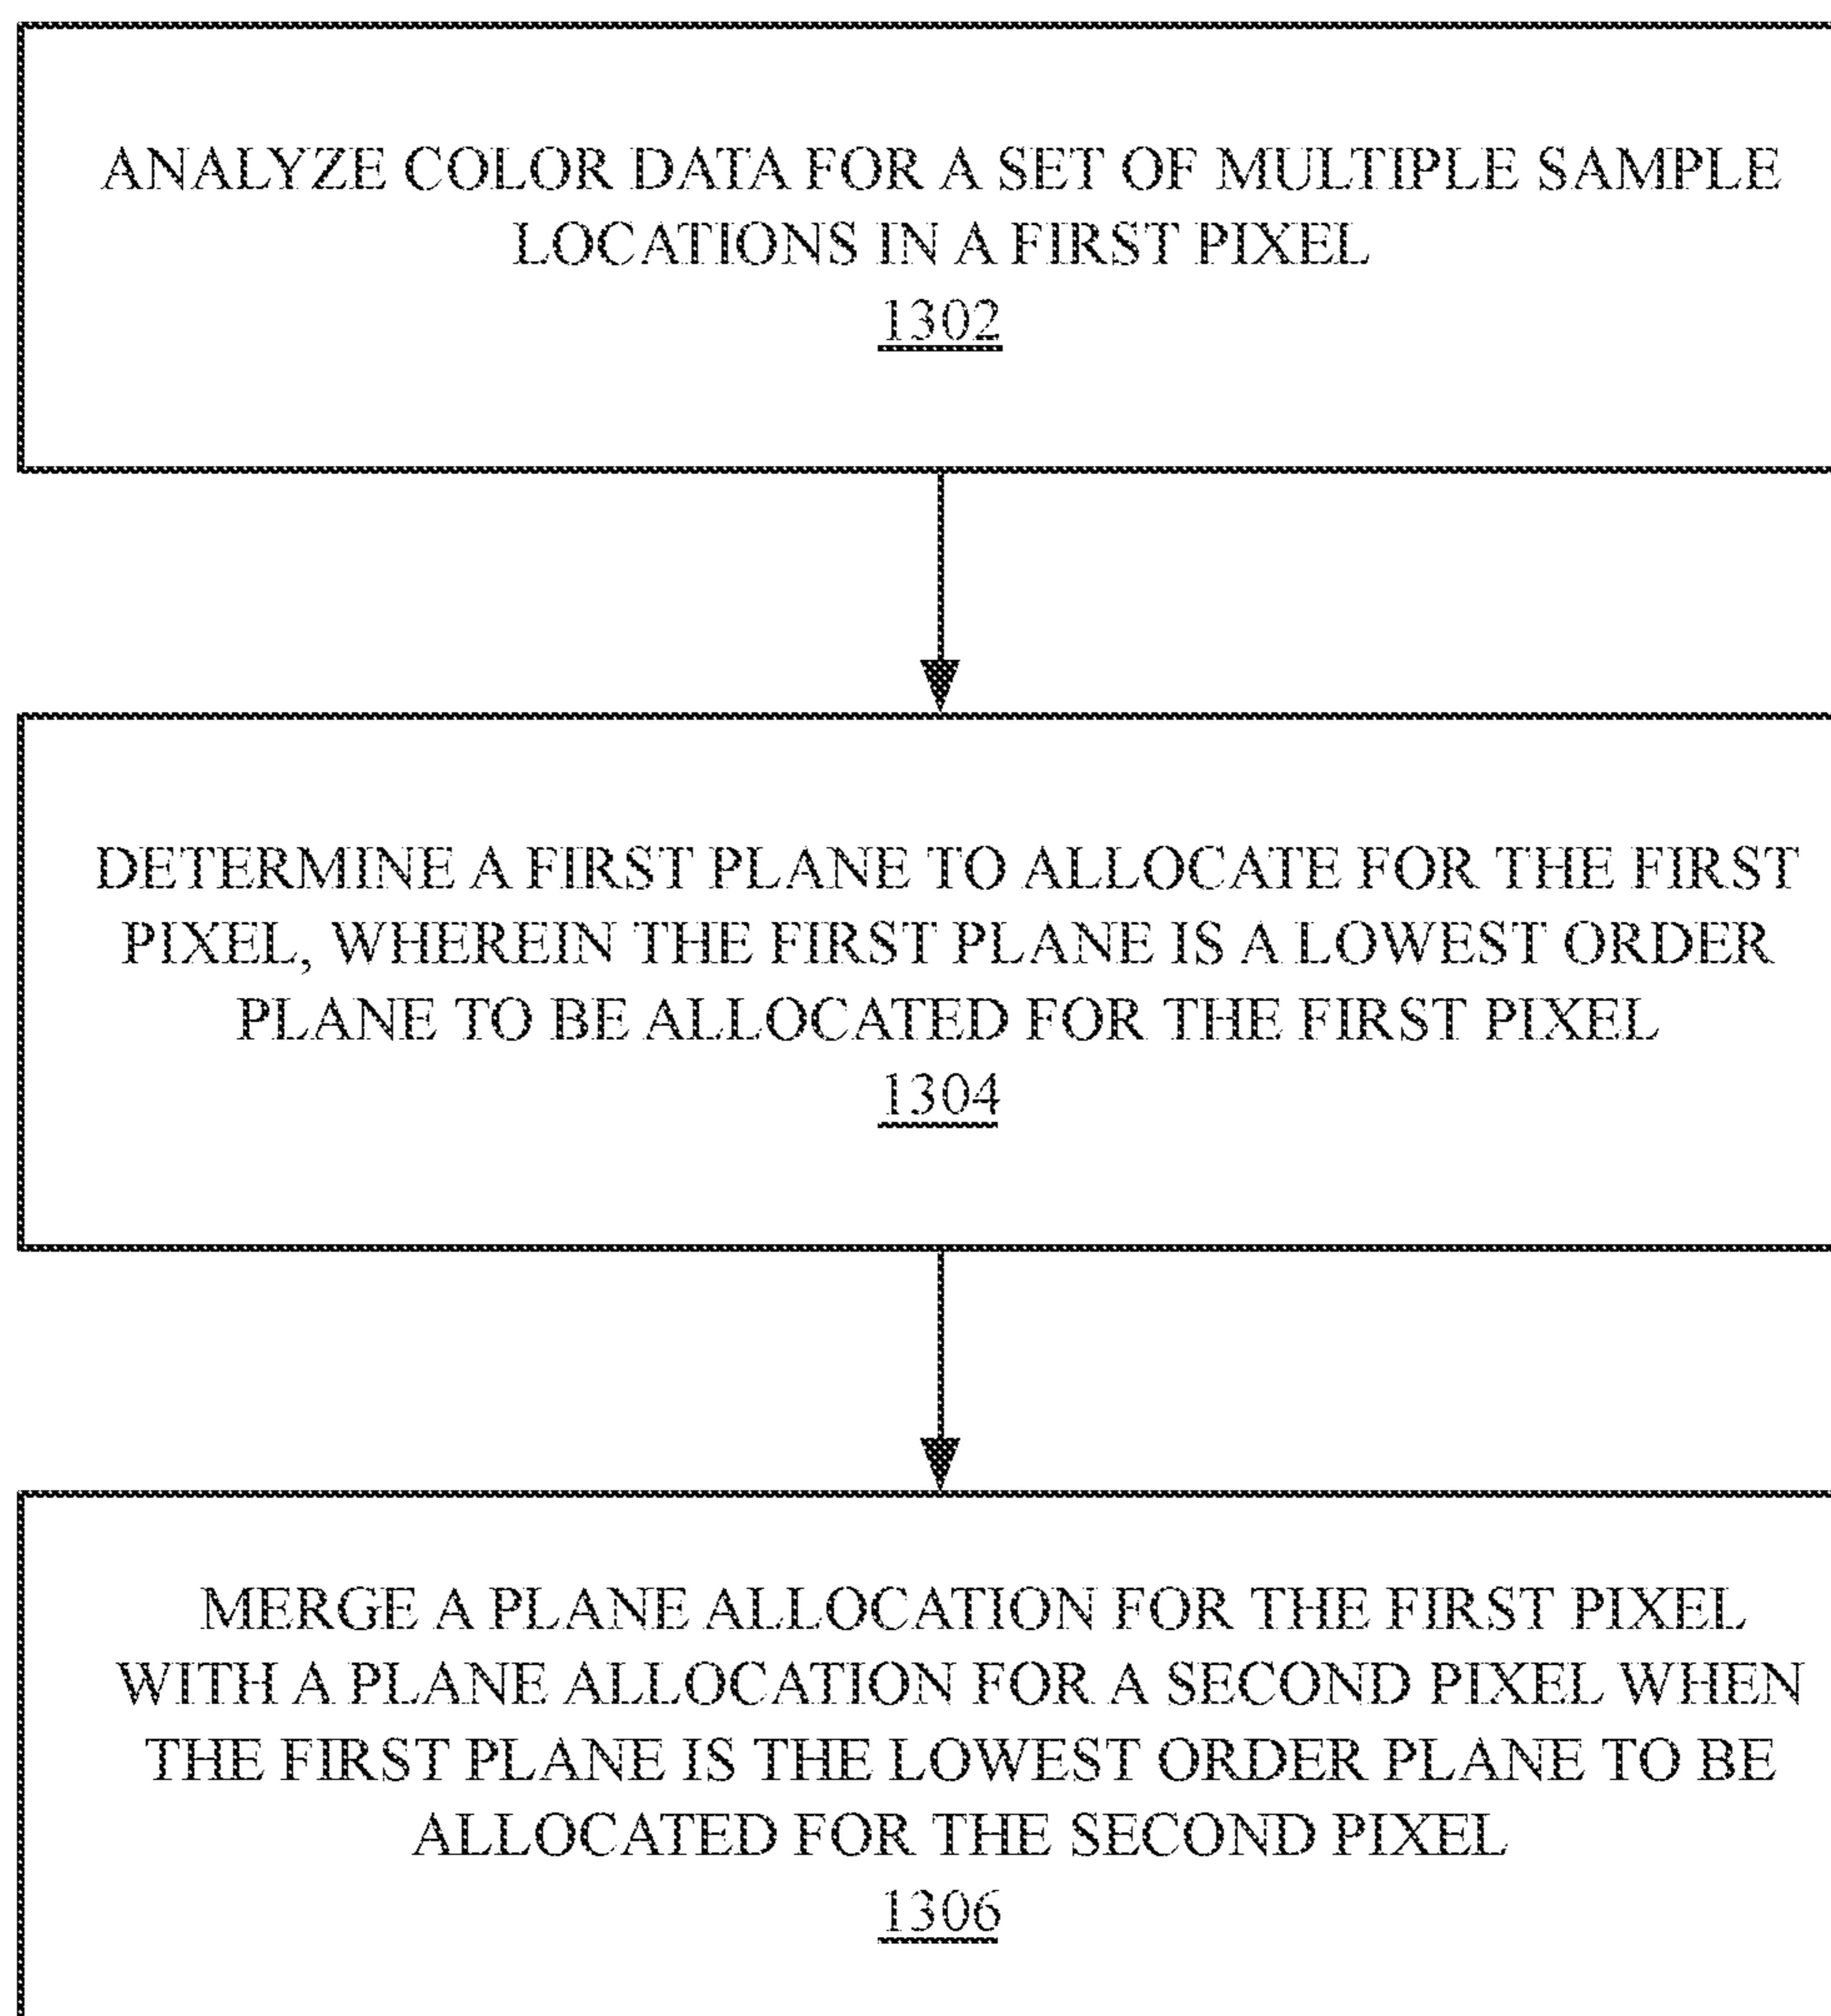 ANALYZE COLOR DATA FOR A SET OF MULTIPLE SAMPLE
LOCATIONS IN A FIRST PIXEL
1302
DETERMINE A FIRST PLANE TO ALLOCATE FOR THE FIRST
PIXEL, WHEREIN THE FIRST PLANE IS A LOWEST ORDER
PLANE TO BE ALLOCATED FOR THE FIRST PIXEL
1304
MERGE A PLANE ALLOCATION FOR THE FIRST PIXEL
WITH A PLANE ALLOCATION FOR A SECOND PIXEL WHEN
THE FIRST PLANE IS THE LOWEST ORDER PLANE TO BE
ALLOCATED FOR THE SECOND PIXEL
1306